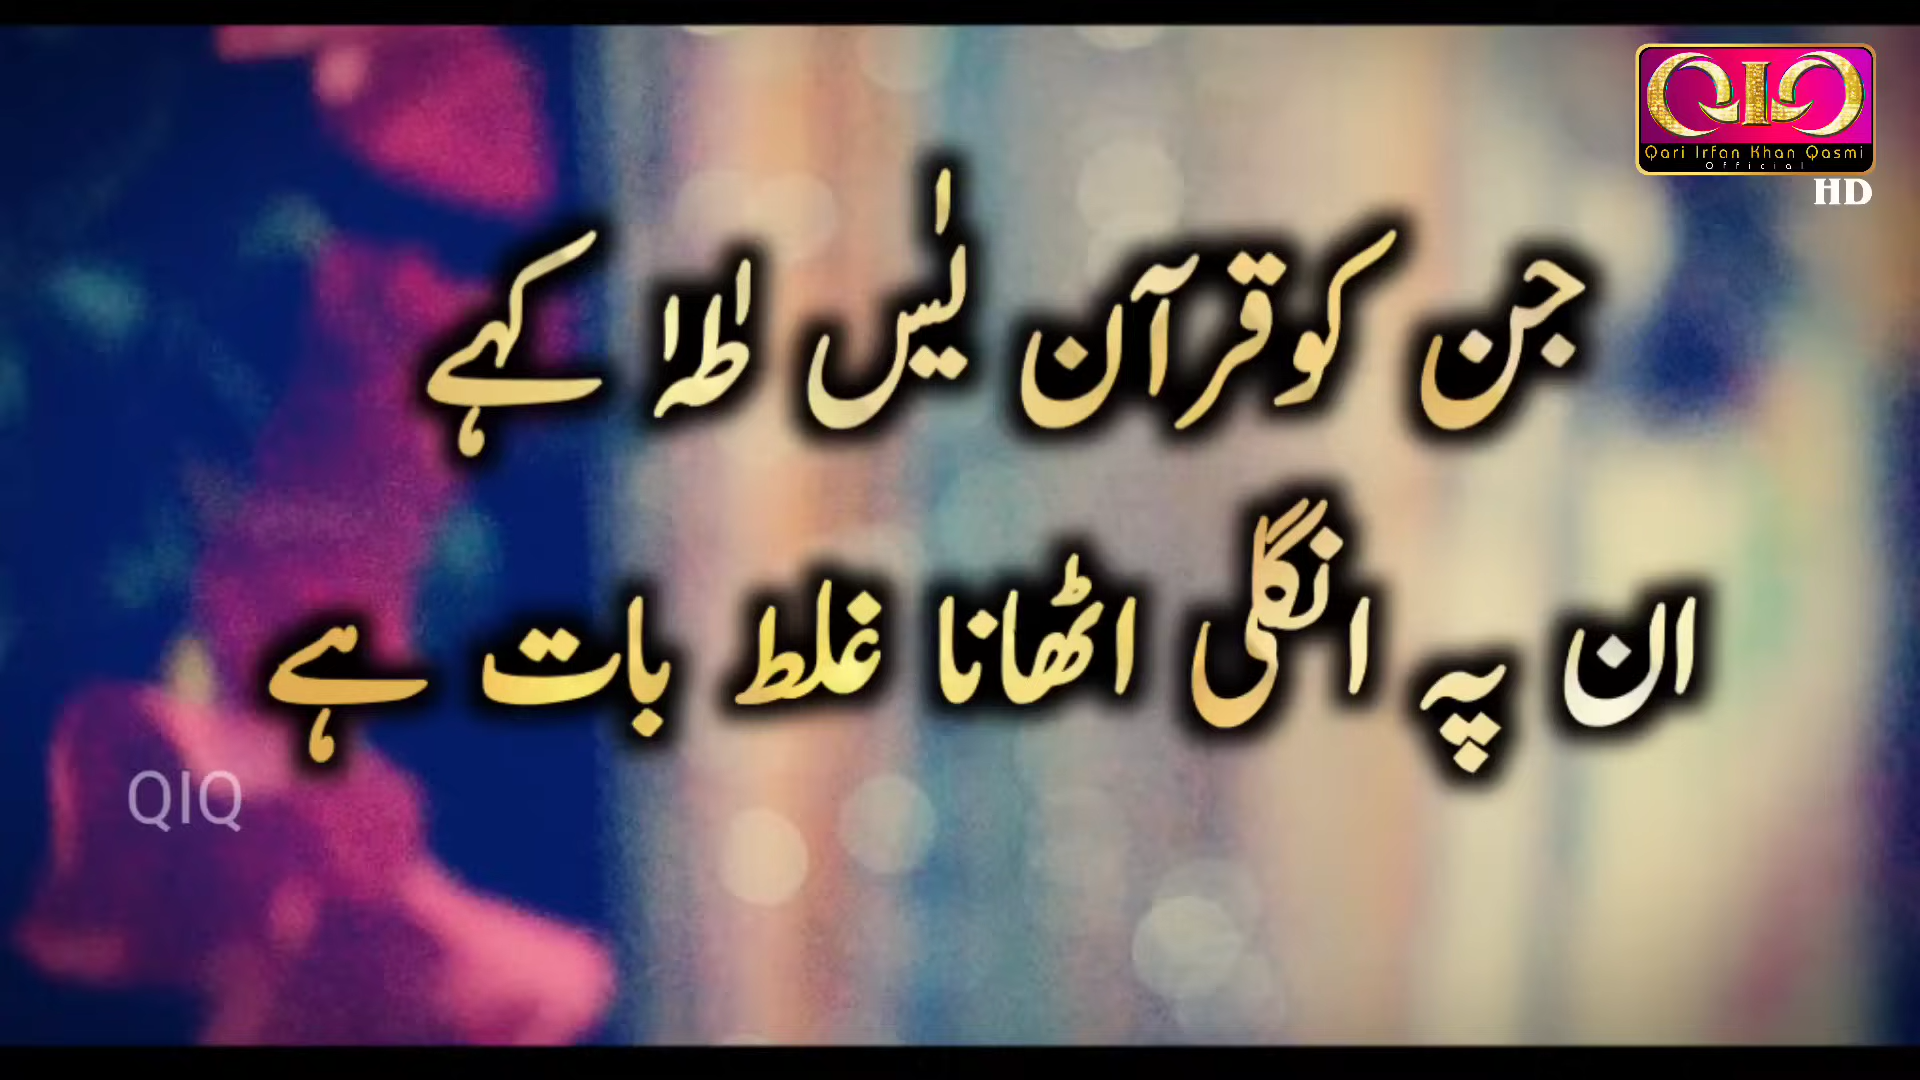 Qari Irfan Khan Qasmi
Official
HD
جن کو قرآن یٰسٓ طٰہٰ کہے
ان پہ انگلی اٹھانا غلط بات ہے
QIQ